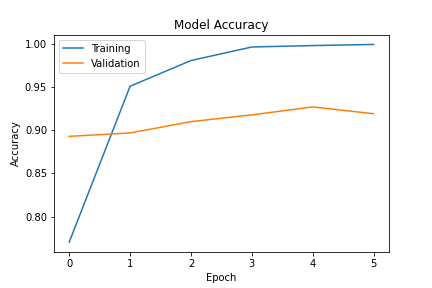 Model Accuracy
1.00
0.95
0.90
0.85
0.80
Accuracy
Training
Validation
0 1 2 3 4 5
Epoch